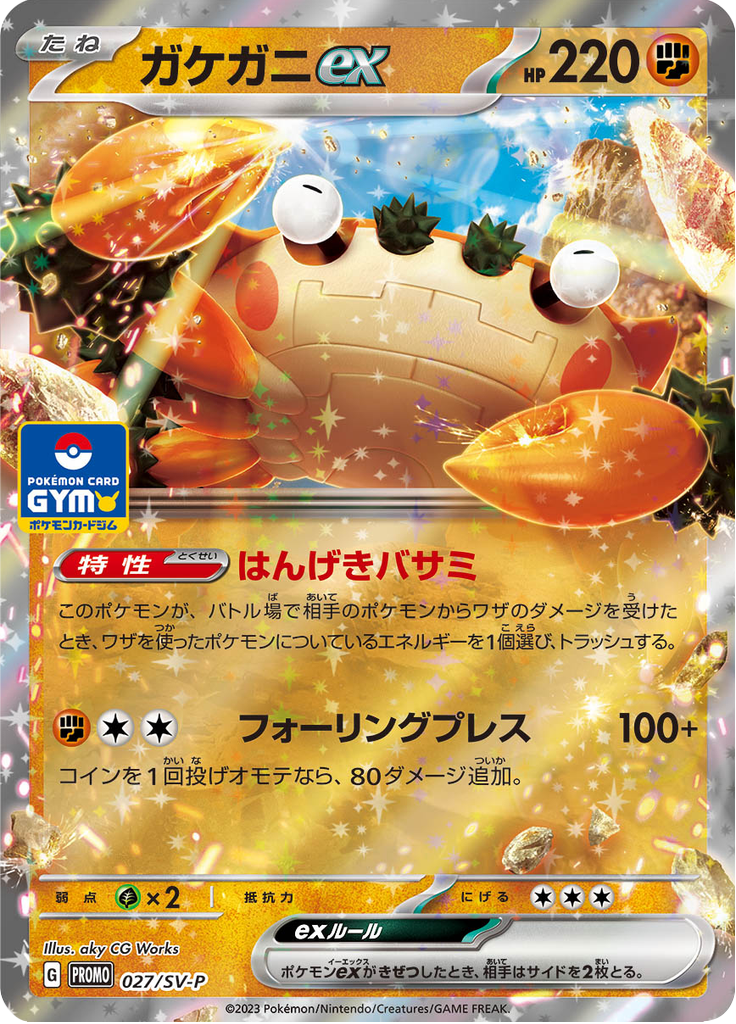 たね
ガケガニex
HP 220
POKÉMON CARD
GYM
ポケモンカードジム
特性 とくせい はんげきバサミ
このポケモンが、バトル場で相手のポケモンからワザのダメージを受けた
とき、ワザを使ったポケモンについているエネルギーを1個選び、トラッシュする。
フォーリングプレス 100+
コインを1回投げオモテなら、80ダメージ追加。
弱点 ×2 抵抗力 にげる
exルール
ポケモンexがきぜつしたとき、相手はサイドを2枚とる。
Illus. aky CG Works
G PROMO 027/SV-P
©2023 Pokémon/Nintendo/Creatures/GAME FREAK.